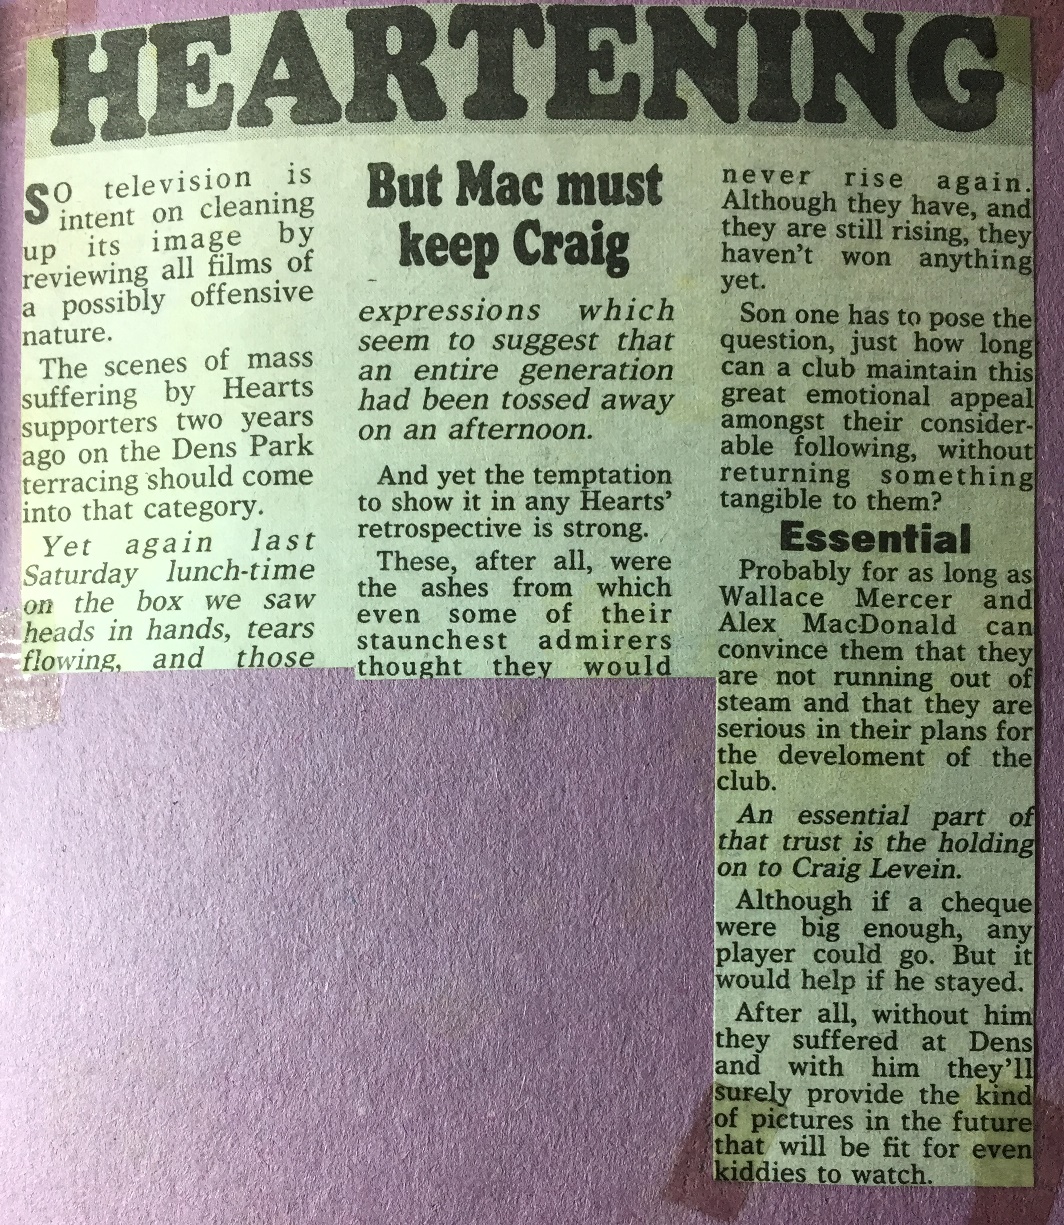 HEARTENING
SO television is
intent on cleaning
up its image by
reviewing all films of
a possibly offensive
nature.
The scenes of mass
suffering by Hearts
supporters two years
ago on the Dens Park
terracing should come
into that category.
Yet again last
Saturday lunch-time
on the box we saw
heads in hands, tears
flowing, and those
But Mac must
keep Craig
expressions which
seem to suggest that
an entire generation
had been tossed away
on an afternoon.
And yet the temptation
to show it in any Hearts'
retrospective is strong.
These, after all, were
the ashes from which
even some of their
staunchest admirers
thought they would
never rise again.
Although they have, and
they are still rising, they
haven't won anything
yet.
Son one has to pose the
question, just how long
can a club maintain this
great emotional appeal
amongst their consider-
able following, without
returning something
tangible to them?
Essential
Probably for as long as
Wallace Mercer and
Alex MacDonald can
convince them that they
are not running out of
steam and that they are
serious in their plans for
the develoment of the
club.
An essential part of
that trust is the holding
on to Craig Levein.
Although if a cheque
were big enough, any
player could go. But it
would help if he stayed.
After all, without him
they suffered at Dens
and with him they'll
surely provide the kind
of pictures in the future
that will be fit for even
kiddies to watch.